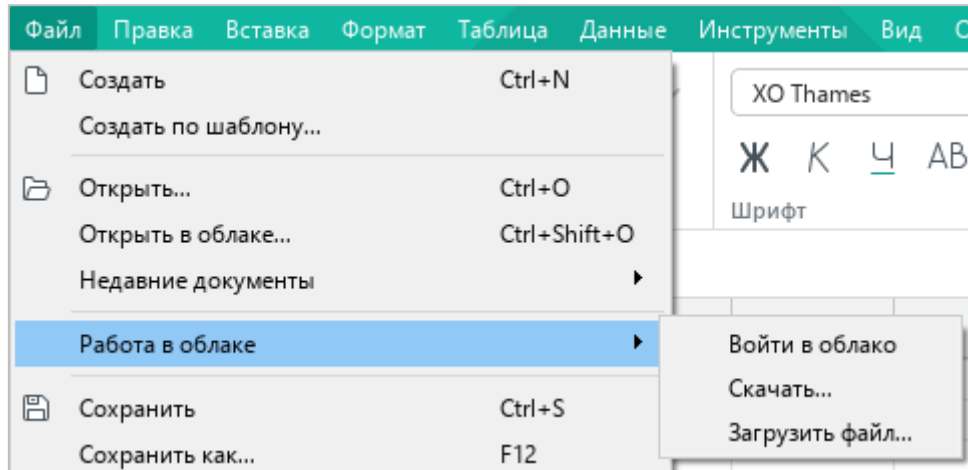 Файл Правка Вставка Формат Таблица Данные Инструменты Вид
Создать Ctrl+N
Создать по шаблону...
Открыть... Ctrl+O
Открыть в облаке... Ctrl+Shift+O
Недавние документы
Работа в облаке
Сохранить Ctrl+S
Сохранить как... F12
Войти в облако
Скачать...
Загрузить файл...
XO Thames
Ж К Ч АВ
Шрифт